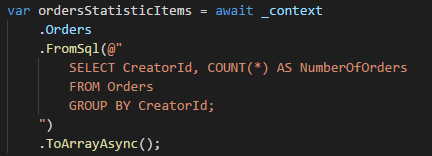 var ordersStatisticItems = await _context
.Orders
.FromSql(@"
SELECT CreatorId, COUNT(*) AS NumberOfOrders
FROM Orders
GROUP BY CreatorId;
")
.ToArrayAsync();